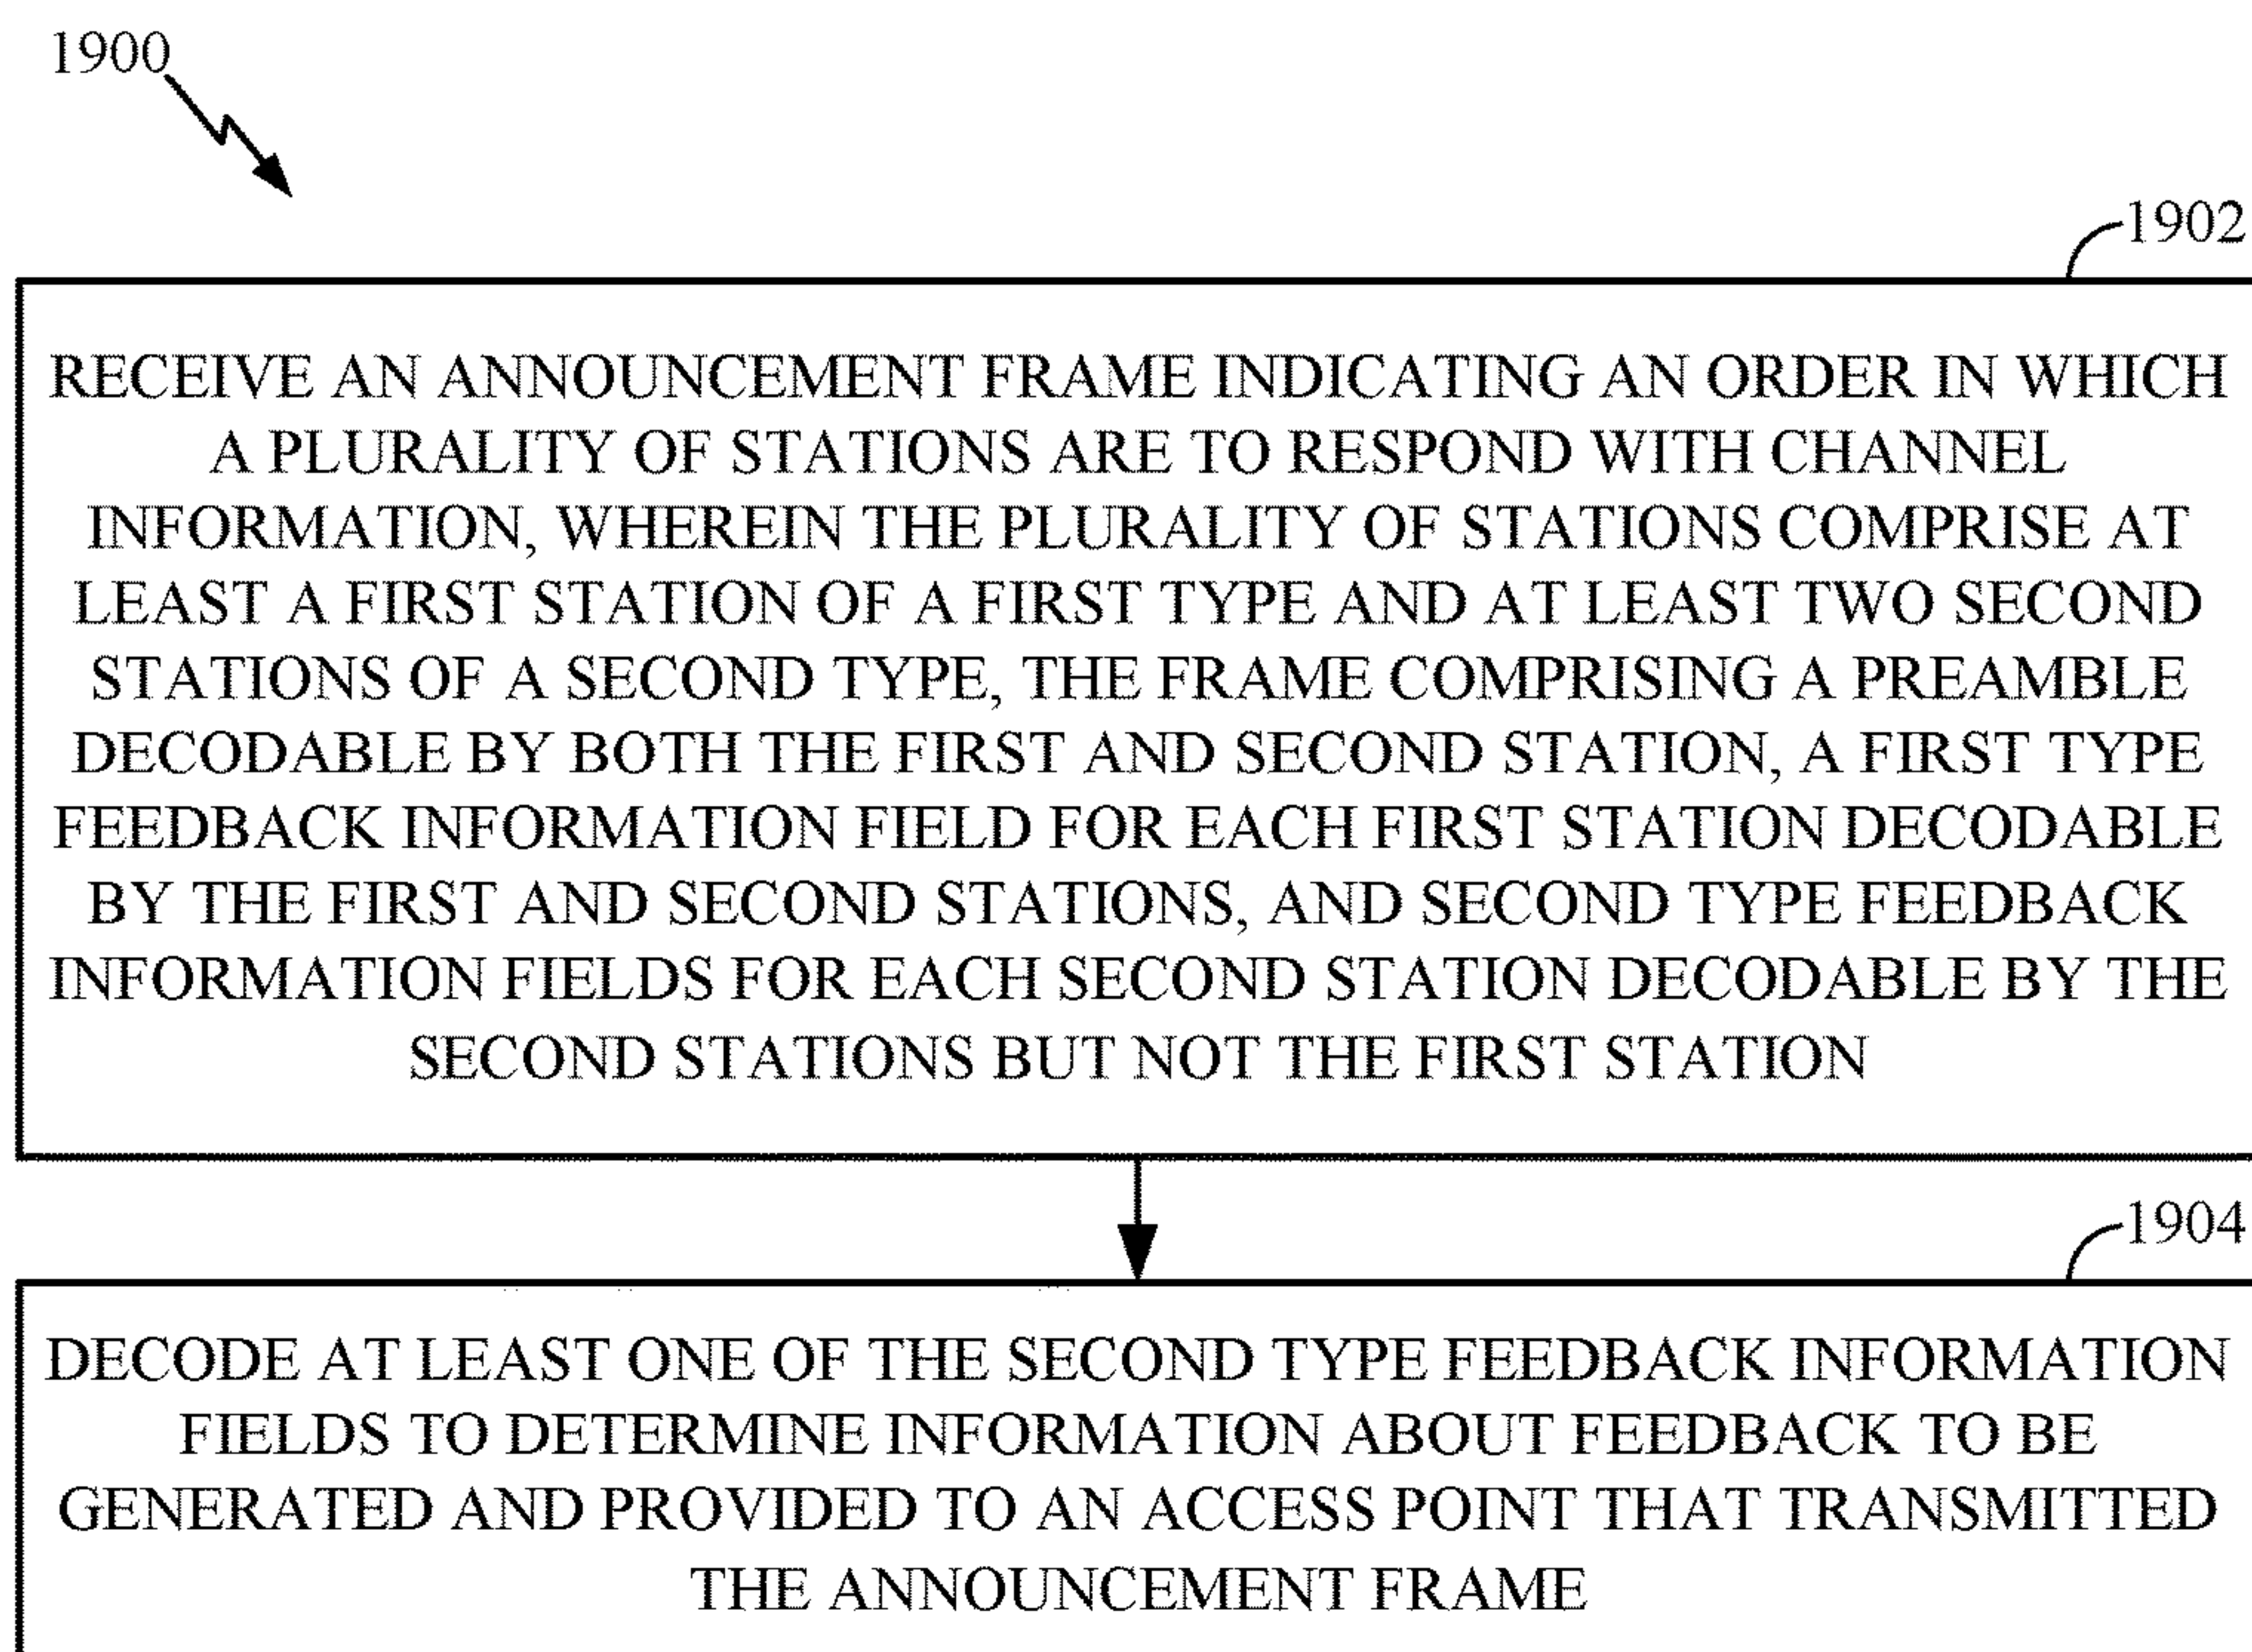 1900
1902
RECEIVE AN ANNOUNCEMENT FRAME INDICATING AN ORDER IN WHICH
A PLURALITY OF STATIONS ARE TO RESPOND WITH CHANNEL
INFORMATION, WHEREIN THE PLURALITY OF STATIONS COMPRISE AT
LEAST A FIRST STATION OF A FIRST TYPE AND AT LEAST TWO SECOND
STATIONS OF A SECOND TYPE, THE FRAME COMPRISING A PREAMBLE
DECODABLE BY BOTH THE FIRST AND SECOND STATION, A FIRST TYPE
FEEDBACK INFORMATION FIELD FOR EACH FIRST STATION DECODABLE
BY THE FIRST AND SECOND STATIONS, AND SECOND TYPE FEEDBACK
INFORMATION FIELDS FOR EACH SECOND STATION DECODABLE BY THE
SECOND STATIONS BUT NOT THE FIRST STATION
1904
DECODE AT LEAST ONE OF THE SECOND TYPE FEEDBACK INFORMATION
FIELDS TO DETERMINE INFORMATION ABOUT FEEDBACK TO BE
GENERATED AND PROVIDED TO AN ACCESS POINT THAT TRANSMITTED
THE ANNOUNCEMENT FRAME